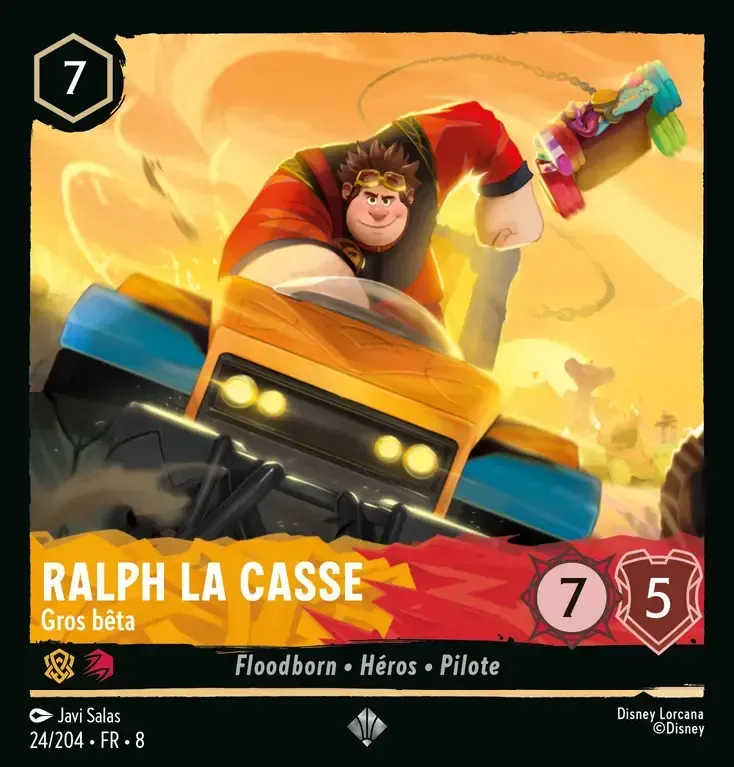 7
RALPH LA CASSE
Gros bêta
7
5
Floodborn • Héros • Pilote
Javi Salas
24/204 • FR • 8
Disney Lorcana
©Disney